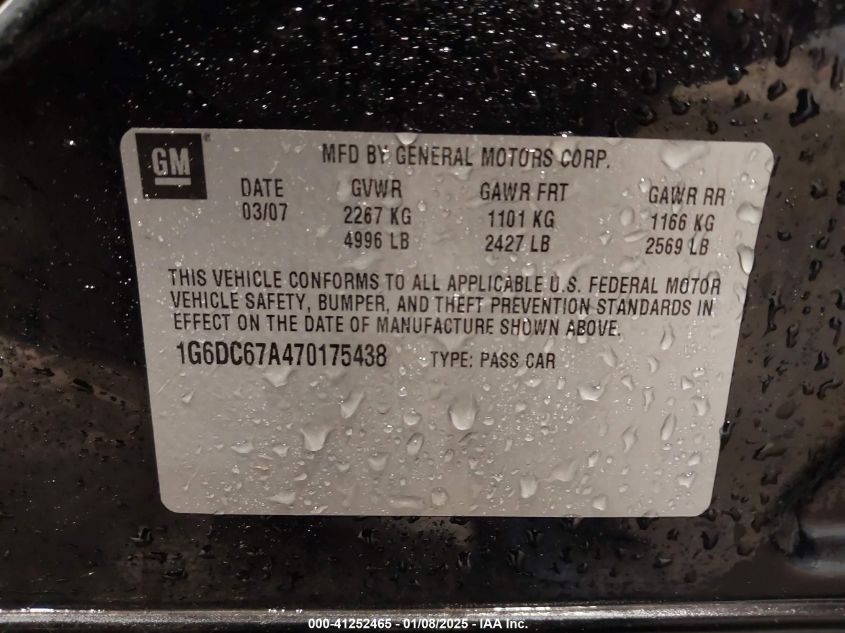 GM
MFD BY GENERAL MOTORS CORP.
DATE GVWR GAWR FRT GAWR RR
03/07 2267 KG 1101 KG 1166 KG
4996 LB 2427 LB 2569 LB
THIS VEHICLE CONFORMS TO ALL APPLICABLE U.S. FEDERAL MOTOR
VEHICLE SAFETY, BUMPER, AND THEFT PREVENTION STANDARDS IN
EFFECT ON THE DATE OF MANUFACTURE SHOWN ABOVE.
1G6DC67A470175438 TYPE: PASS CAR
000-41252465 - 01/08/2025 - IAA Inc.